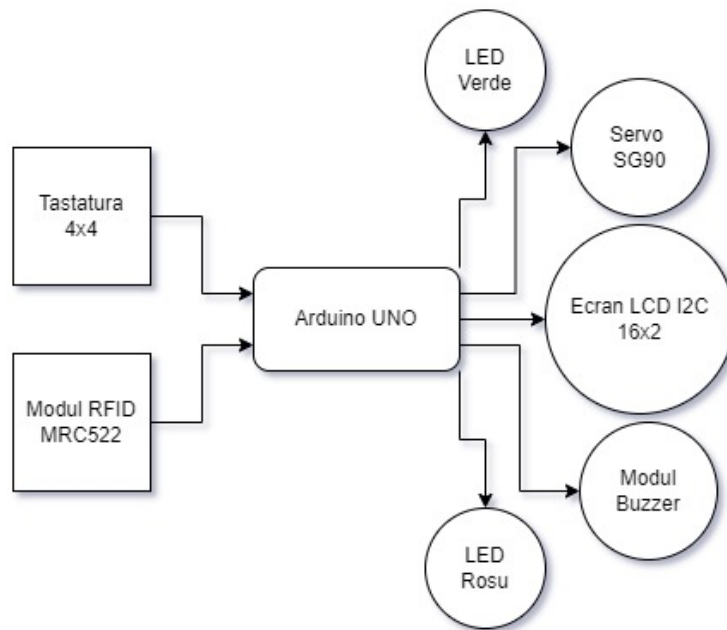 LED
Verde
Servo
SG90
Tastatura
4x4
Ecran LCD I2C
16x2
Arduino UNO
Modul RFID
MRC522
Modul
Buzzer
LED
Rosu